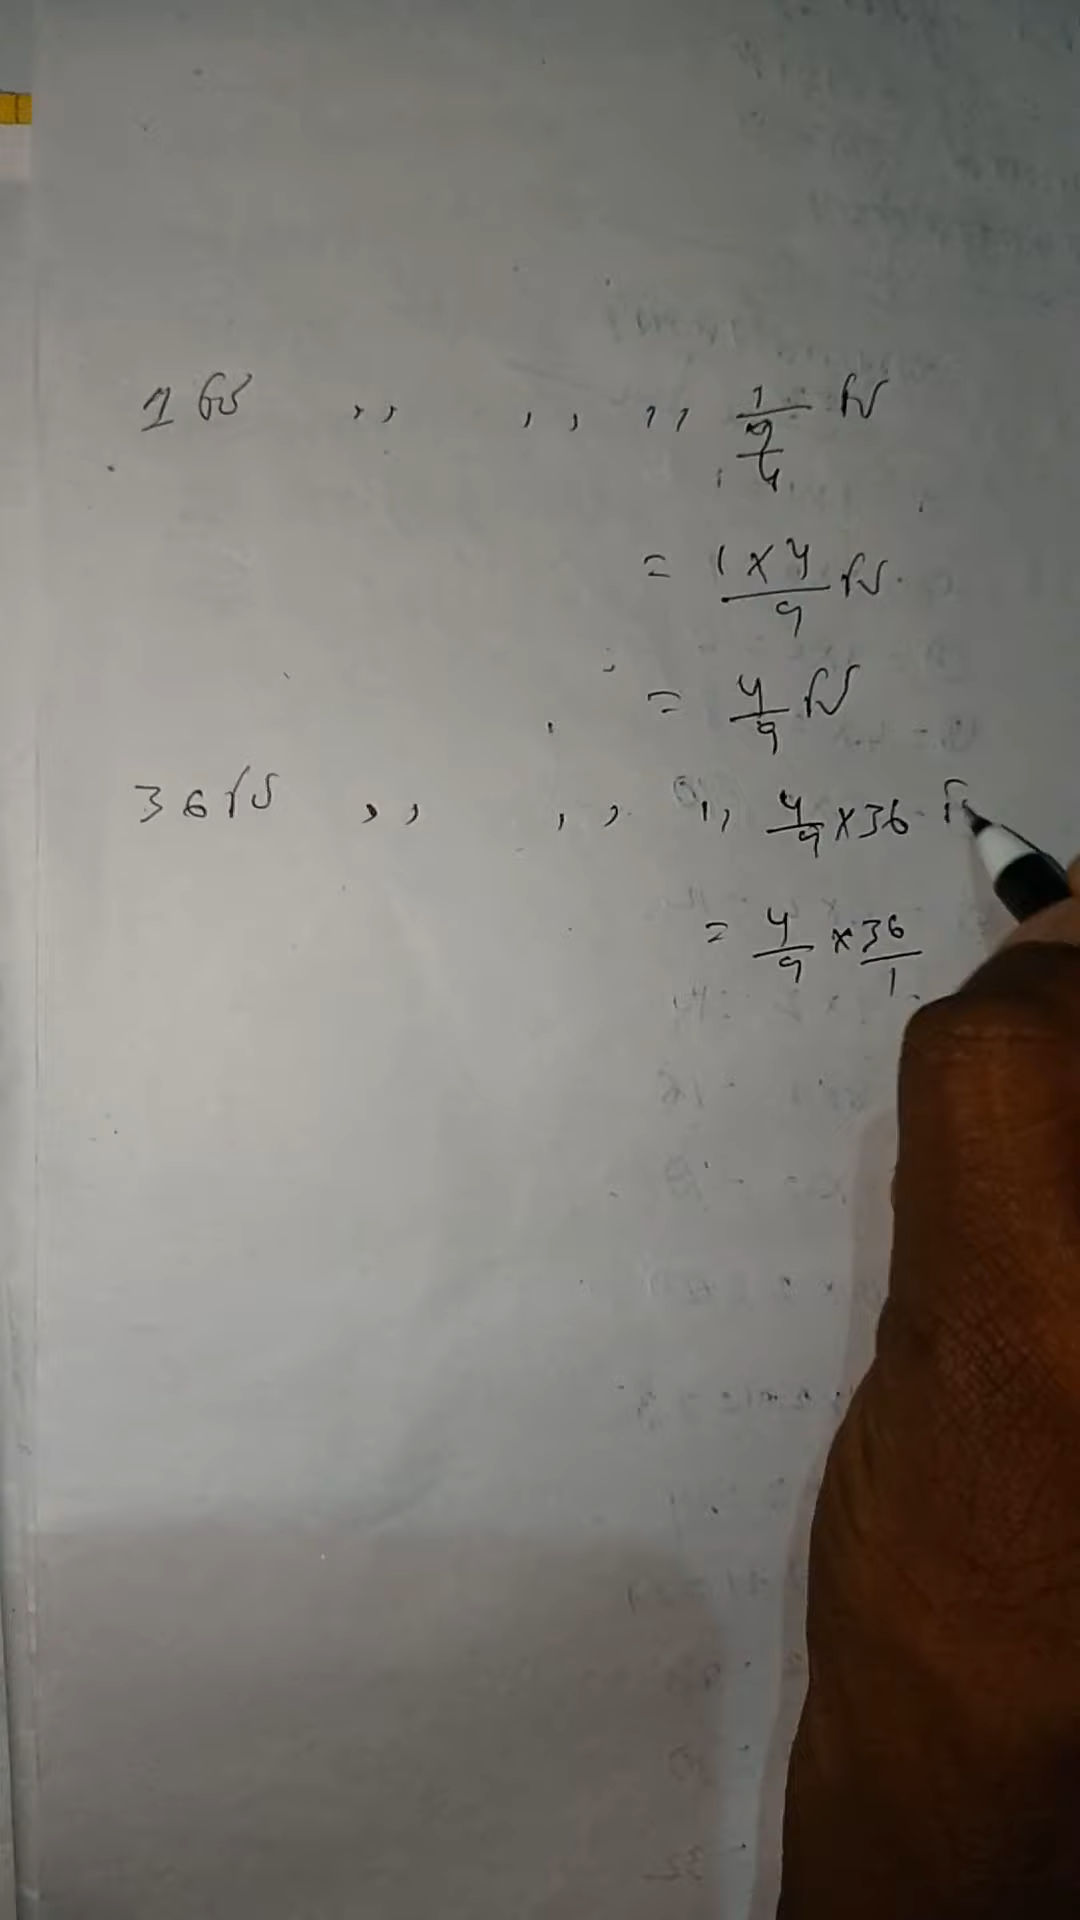 1 টি ,, ,, ,, 1/9/4 টি
= 1 × 4/9 টি
= 4/9 টি
36 টি ,, ,, ,, 4/9 × 36
= 4/9 × 36/1